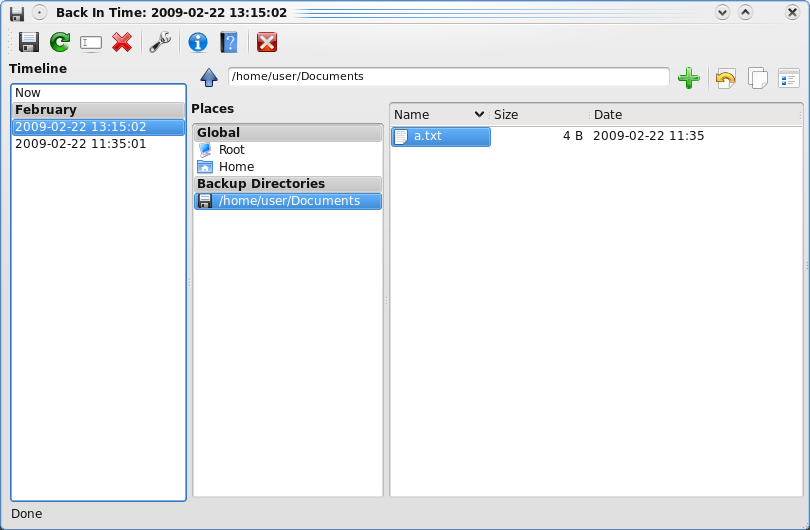 Back In Time: 2009-02-22 13:15:02
Timeline
Now
February
2009-02-22 13:15:02
2009-02-22 11:35:01
/home/user/Documents
Places
Global
Root
Home
Backup Directories
/home/user/Documents
Name Size Date
a.txt 4 B 2009-02-22 11:35
Done